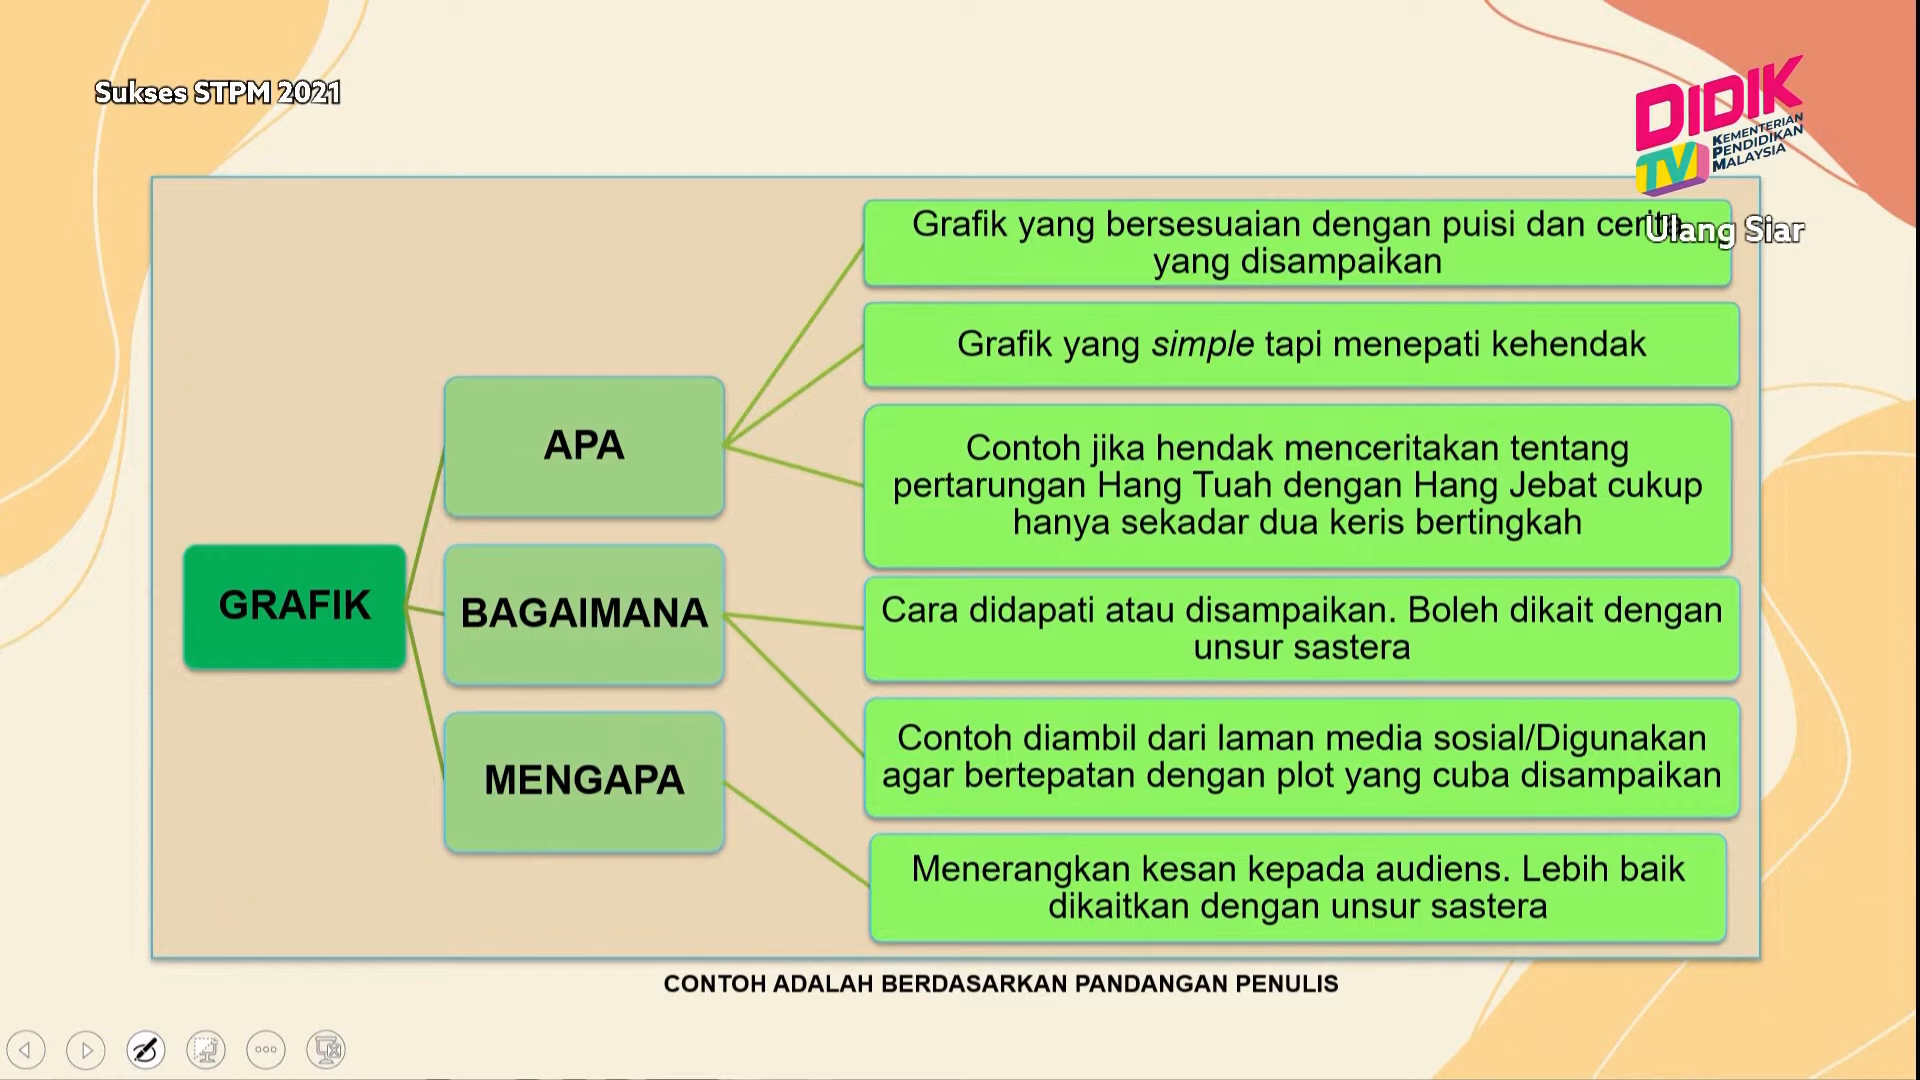 Sukses STPM 2021
DIDIK
TV
KEMENTERIAN
PENDIDIKAN
MALAYSIA
Ulang Siar
GRAFIK
APA
Grafik yang bersesuaian dengan puisi dan cerita
yang disampaikan
Grafik yang simple tapi menepati kehendak
Contoh jika hendak menceritakan tentang
pertarungan Hang Tuah dengan Hang Jebat cukup
hanya sekadar dua keris bertingkah
BAGAIMANA
Cara didapati atau disampaikan. Boleh dikait dengan
unsur sastera
Contoh diambil dari laman media sosial/Digunakan
agar bertepatan dengan plot yang cuba disampaikan
MENGAPA
Menerangkan kesan kepada audiens. Lebih baik
dikaitkan dengan unsur sastera
CONTOH ADALAH BERDASARKAN PANDANGAN PENULIS